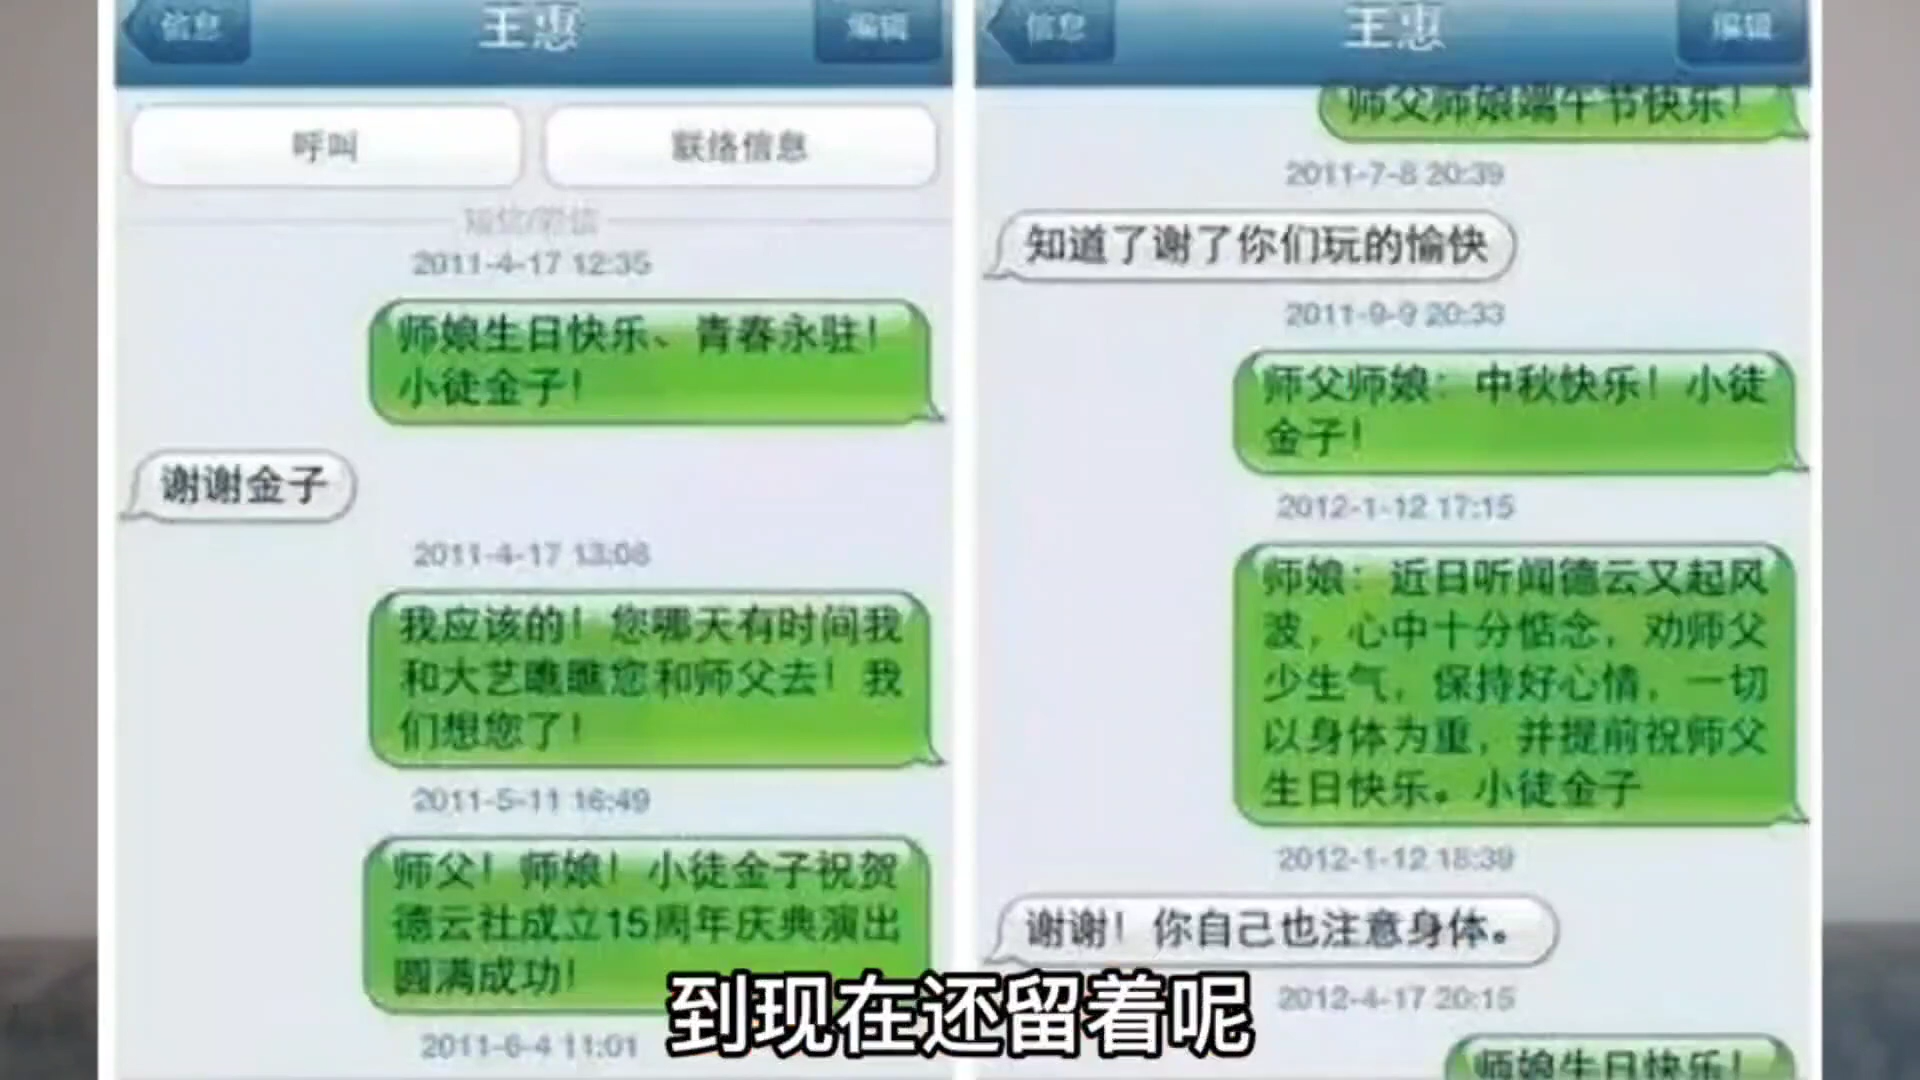 信息
王惠
编辑
呼叫
联络信息
短信/彩信
2011-4-17 12:35
师娘生日快乐、青春永驻!
小徒金子!
谢谢金子
2011-4-17 13:08
我应该的!您哪天有时间我
和大艺瞧瞧您和师父去!我
们想您了!
2011-5-11 16:49
师父!师娘!小徒金子祝贺
德云社成立15周年庆典演出
圆满成功!
2011-6-4 11:01
信息
王惠
编辑
师父师娘端午节快乐!
2011-7-8 20:39
知道了谢了你们玩的愉快
2011-9-9 20:33
师父师娘:中秋快乐!小徒
金子!
2012-1-12 17:15
师娘:近日听闻德云又起风
波,心中十分惦念,劝师父
少生气,保持好心情,一切
以身体为重,并提前祝师父
生日快乐。小徒金子
2012-1-12 18:39
谢谢!你自己也注意身体。
2012-4-17 20:15
师娘生日快乐!
到现在还留着呢